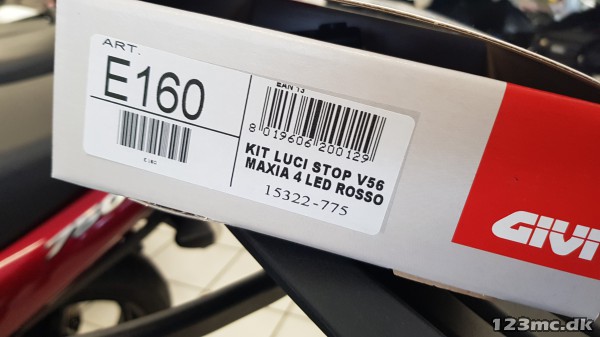 ART.
E160
E160
EAN 13
8 019606 200129
KIT LUCI STOP V56
MAXIA 4 LED ROSSO
15322-775
GIVI
750
123mc.dk